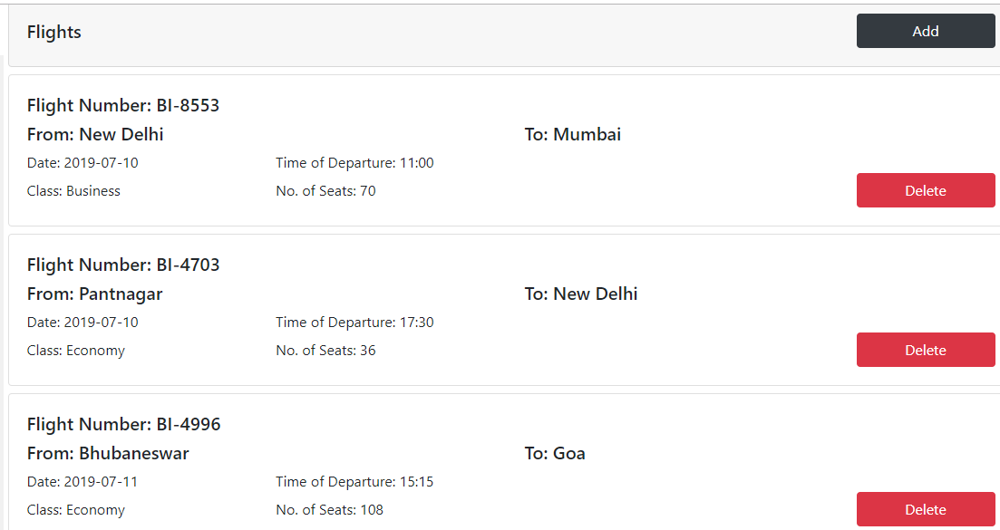 Flights
Add
Flight Number: BI-8553
From: New Delhi To: Mumbai
Date: 2019-07-10 Time of Departure: 11:00
Class: Business No. of Seats: 70
Delete
Flight Number: BI-4703
From: Pantnagar To: New Delhi
Date: 2019-07-10 Time of Departure: 17:30
Class: Economy No. of Seats: 36
Delete
Flight Number: BI-4996
From: Bhubaneswar To: Goa
Date: 2019-07-11 Time of Departure: 15:15
Class: Economy No. of Seats: 108
Delete